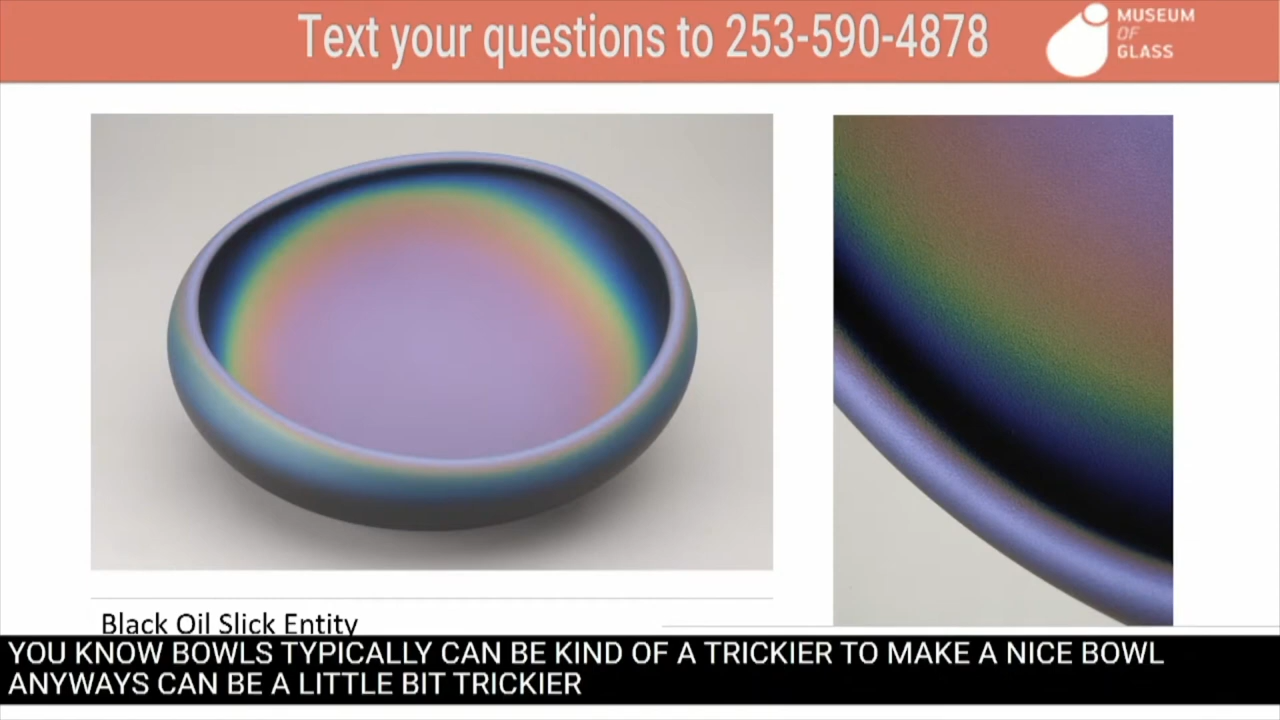 Text your questions to 253-590-4878
MUSEUM
OF
GLASS
Black Oil Slick Entity
YOU KNOW BOWLS TYPICALLY CAN BE KIND OF A TRICKIER TO MAKE A NICE BOWL
ANYWAYS CAN BE A LITTLE BIT TRICKIER